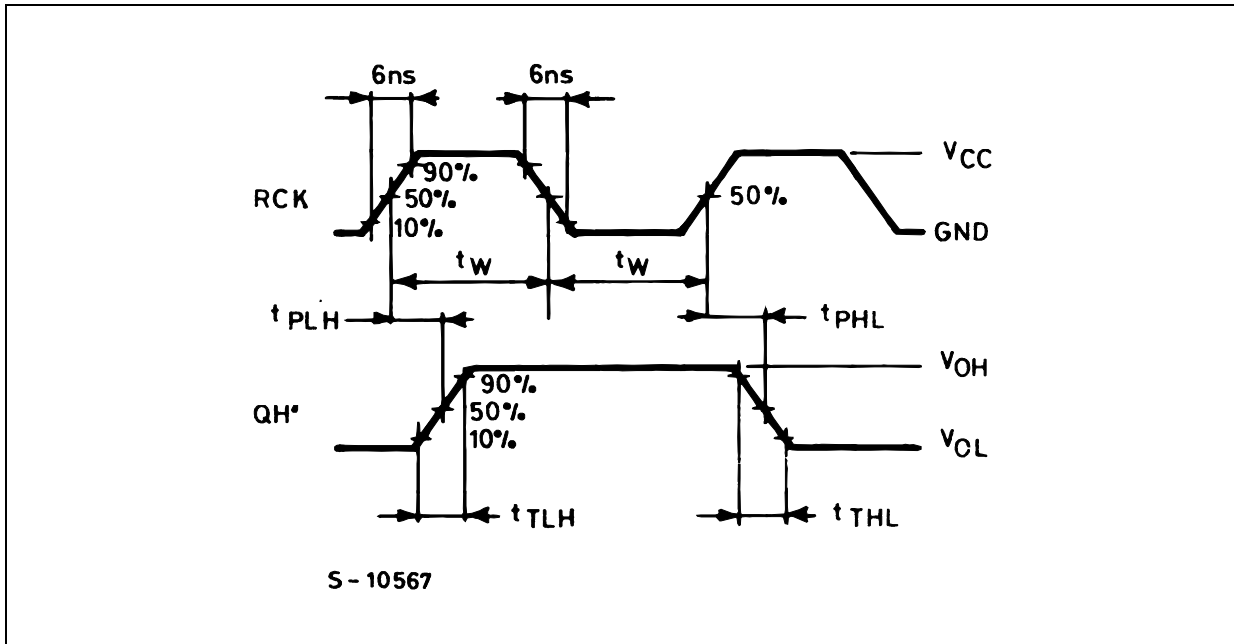 6ns 6ns
VCC
90%
RCK 50% 50%
10%
GND
tW tW
tPLH tPHL
VOH
90%
QH' 50%
10%
VOL
tTLH tTHL
S-10567